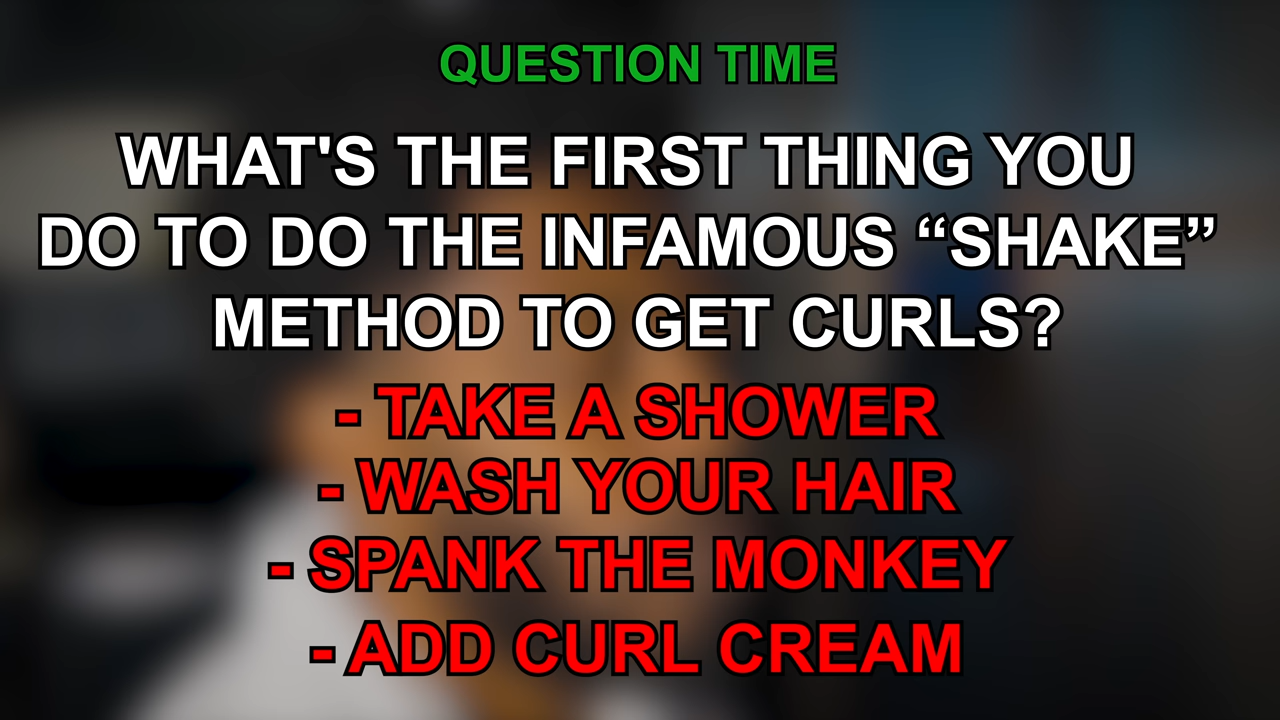 QUESTION TIME
WHAT'S THE FIRST THING YOU
DO TO DO THE INFAMOUS “SHAKE”
METHOD TO GET CURLS?
- TAKE A SHOWER
- WASH YOUR HAIR
- SPANK THE MONKEY
- ADD CURL CREAM